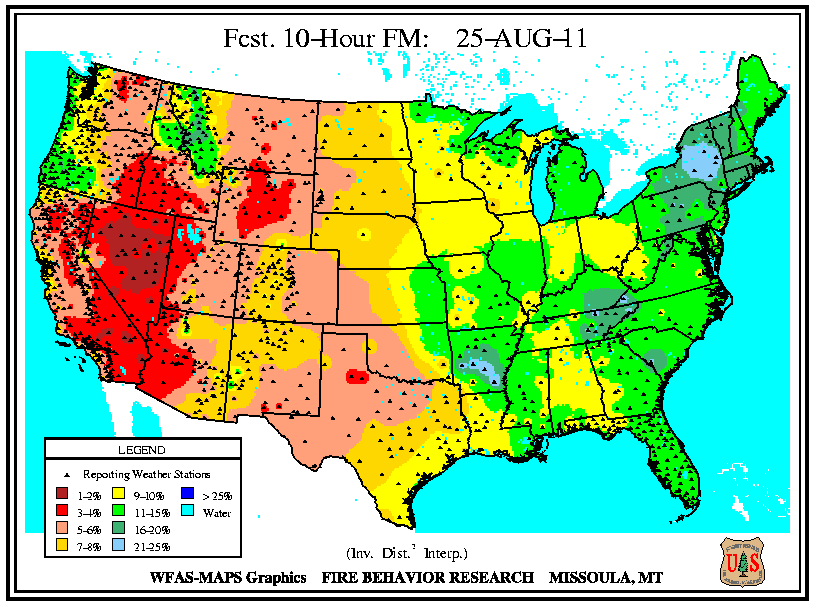 Fcst. 10-Hour FM: 25-AUG-11
LEGEND
Reporting Weather Stations
1-2% 9-10% > 25%
3-4% 11-15% Water
5-6% 16-20%
7-8% 21-25%
(Inv. Dist.² Interp.)
WFAS-MAPS Graphics FIRE BEHAVIOR RESEARCH MISSOULA, MT
U S